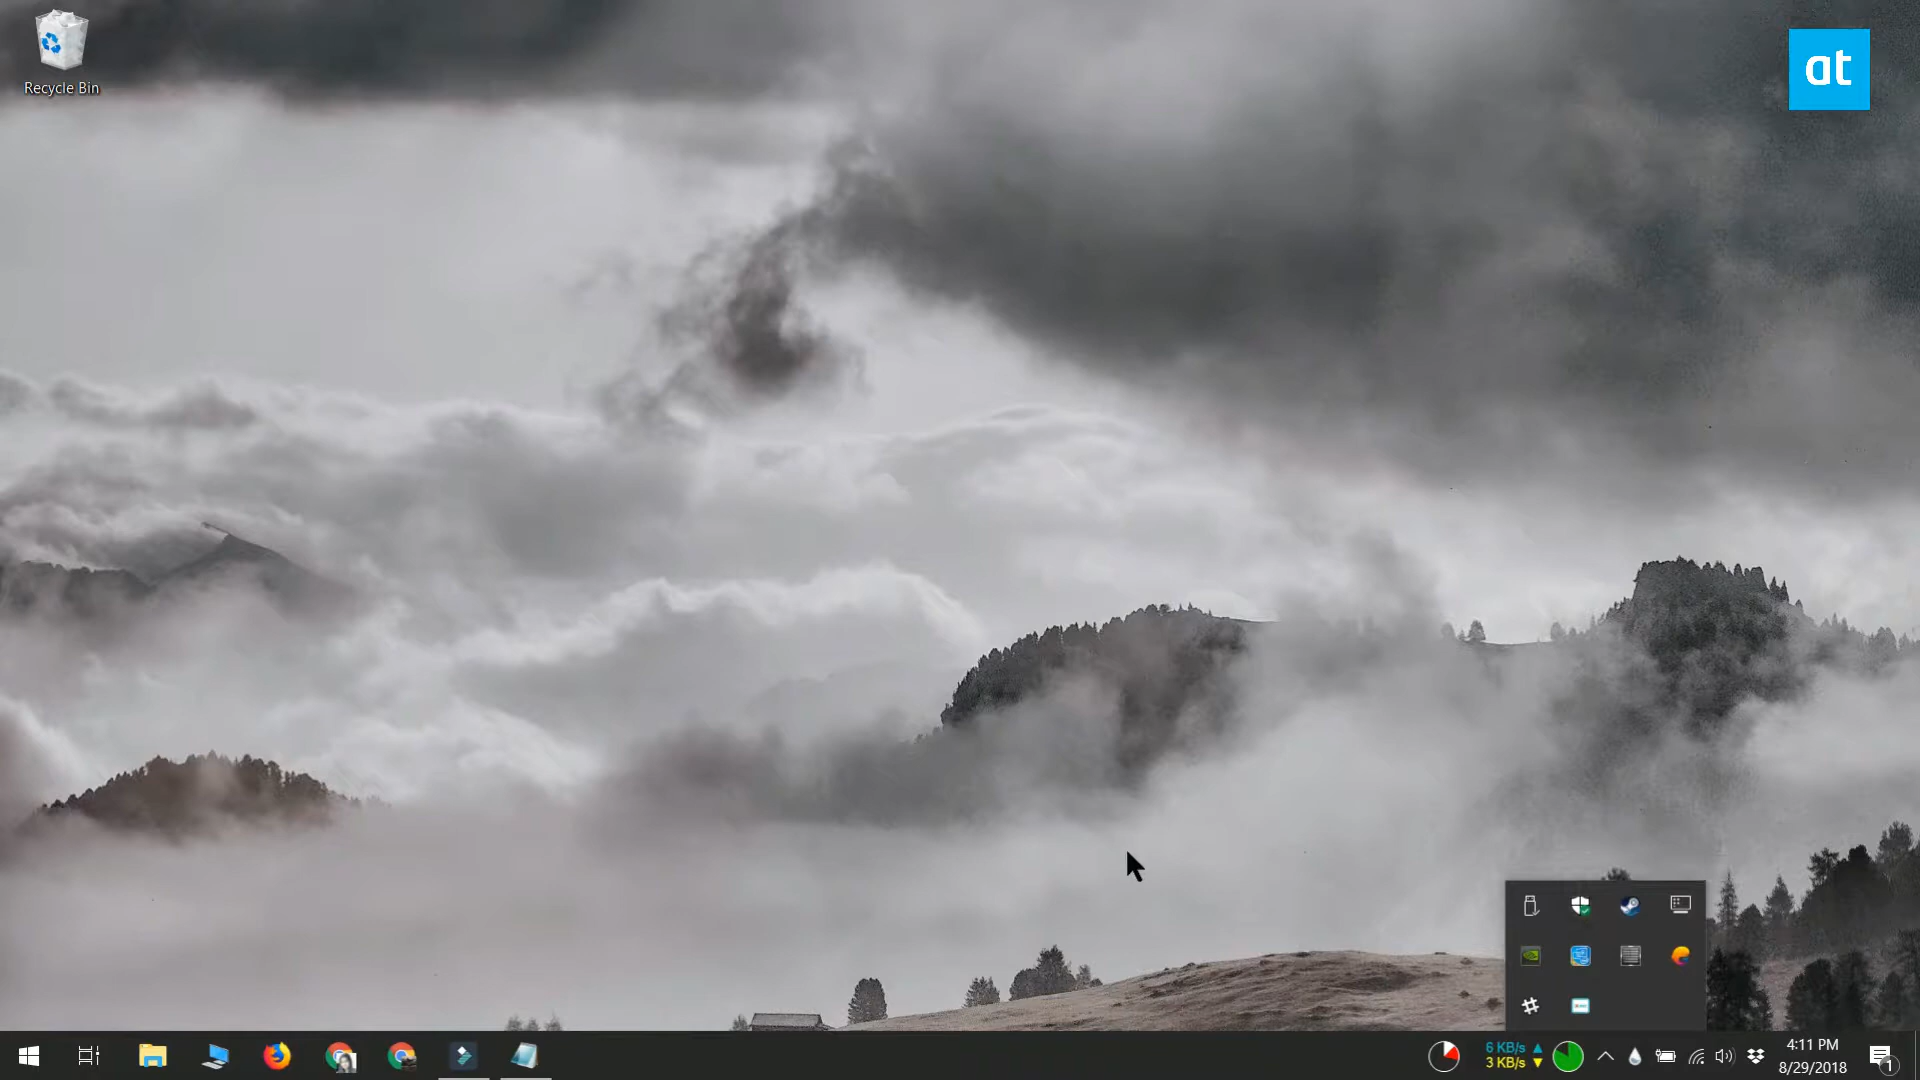 Recycle Bin
at
6 KB/s
3 KB/s
4:11 PM
8/29/2018
1